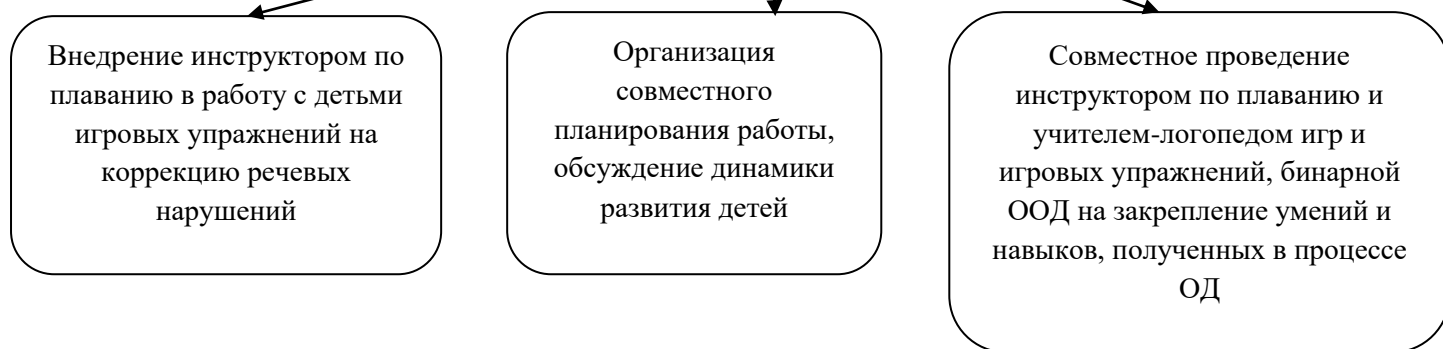 Внедрение инструктором по
плаванию в работу с детьми
игровых упражнений на
коррекцию речевых
нарушений
Организация
совместного
планирования работы,
обсуждение динамики
развития детей
Совместное проведение
инструктором по плаванию и
учителем-логопедом игр и
игровых упражнений, бинарной
ООД на закрепление умений и
навыков, полученных в процессе
ОД